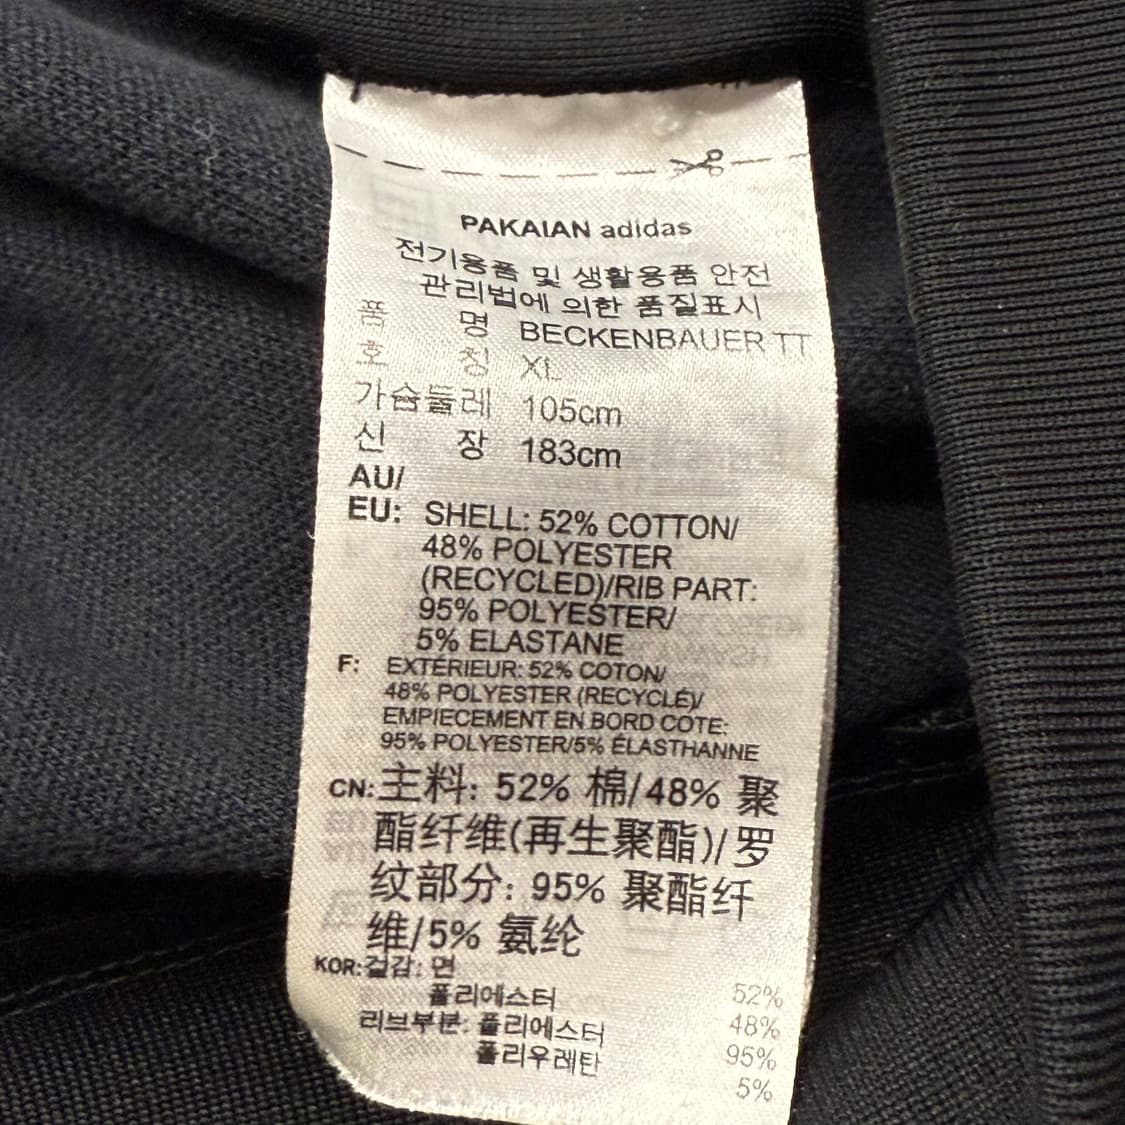 PAKAIAN adidas
전기용품 및 생활용품 안전
관리법에 의한 품질표시
품 명 BECKENBAUER TT
호 칭 XL
가슴둘레 105cm
신 장 183cm
AU/
EU: SHELL: 52% COTTON/
48% POLYESTER
(RECYCLED)/RIB PART:
95% POLYESTER/
5% ELASTANE
F: EXTÉRIEUR: 52% COTON/
48% POLYESTER (RECYCLÉ)/
EMPIECEMENT EN BORD COTE:
95% POLYESTER/5% ÉLASTHANNE
CN: 主料: 52% 棉/48% 聚
酯纤维(再生聚酯)/罗
纹部分: 95% 聚酯纤
维/5% 氨纶
KOR: 겉감: 면 52%
폴리에스터 48%
리브부분: 폴리에스터 95%
폴리우레탄 5%